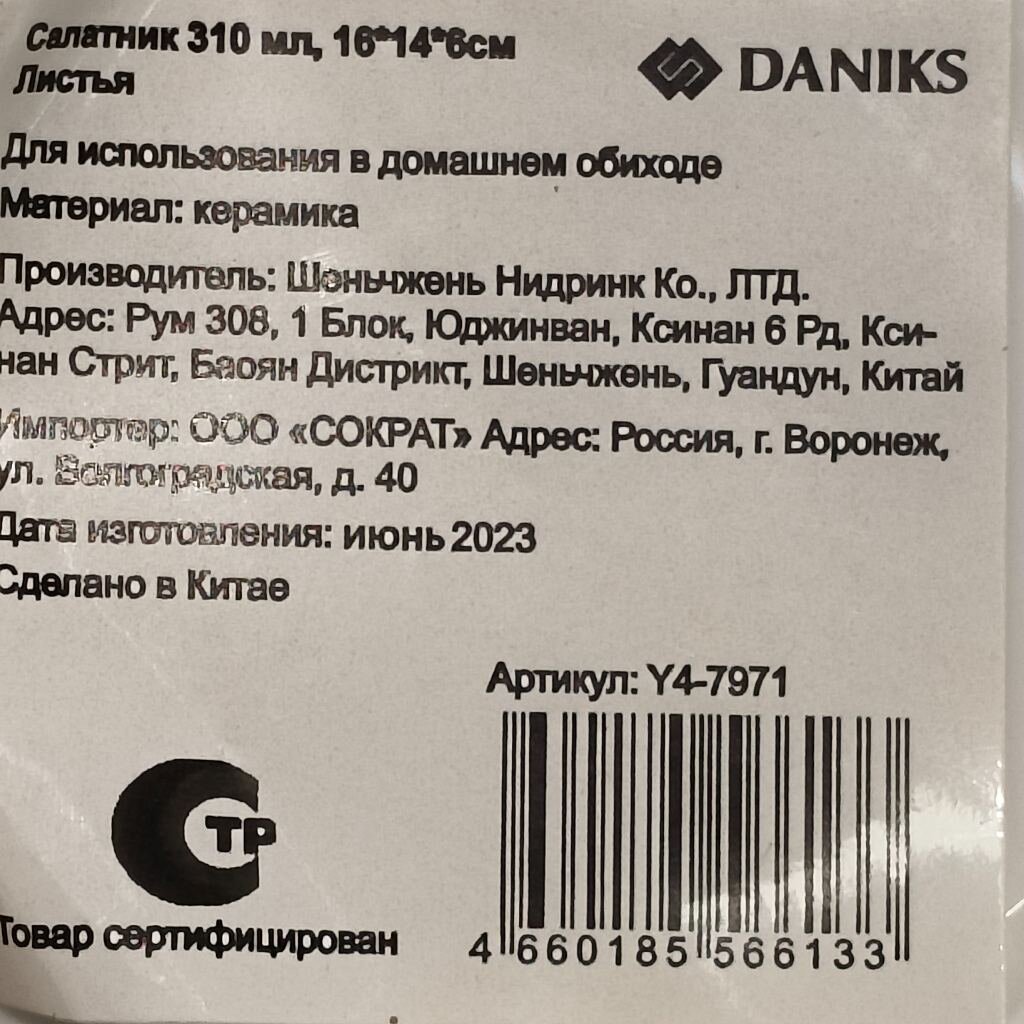 Салатник 310 мл, 16*14*6см
Листья
DANIKS
Для использования в домашнем обиходе
Материал: керамика
Производитель: Шеньчжень Нидринк Ко., ЛТД.
Адрес: Рум 308, 1 Блок, Юджинван, Ксинан 6 Рд, Кси-
нан Стрит, Баоян Дистрикт, Шеньчжень, Гуандун, Китай
Импортер: ООО «СОКРАТ» Адрес: Россия, г. Воронеж,
ул. Волгоградская, д. 40
Дата изготовления: июнь 2023
Сделано в Китае
Артикул: Y4-7971
СТР
Товар сертифицирован
4 660185 566133